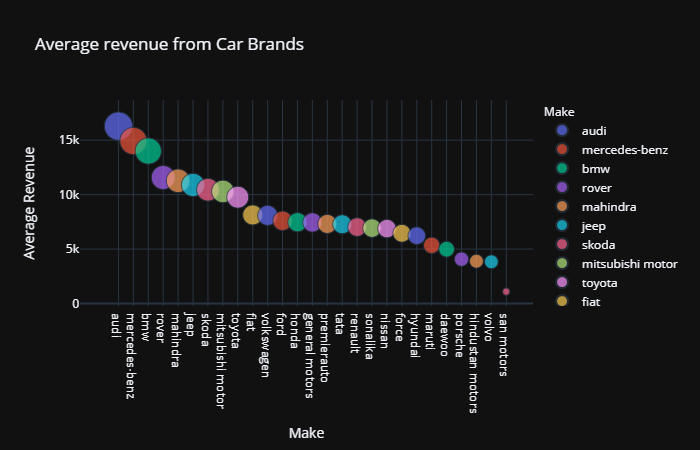 Average revenue from Car Brands
Make
audi
mercedes-benz
bmw
rover
mahindra
jeep
skoda
mitsubishi motor
toyota
fiat
Average Revenue
15k
10k
5k
0
audi
mercedes-benz
bmw
rover
mahindra
jeep
skoda
mitsubishi motor
toyota
fiat
volkswagen
ford
honda
general motors
premierauto
tata
renault
sonalika
nissan
force
hyundai
maruti
daewoo
porsche
hindustan motors
volvo
san motors
Make